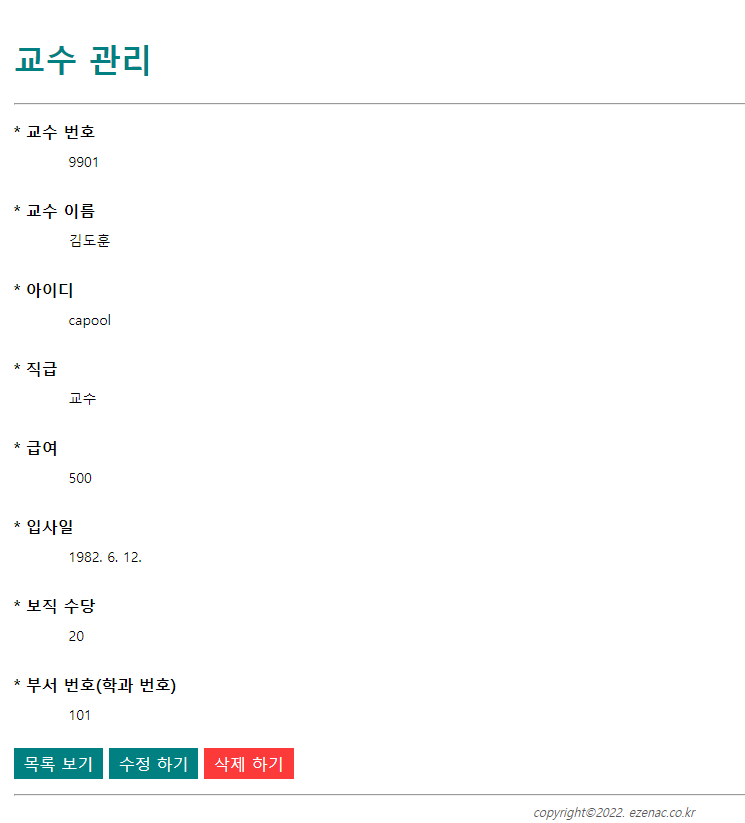 교수 관리
* 교수 번호
9901
* 교수 이름
김도훈
* 아이디
capool
* 직급
교수
* 급여
500
* 입사일
1982. 6. 12.
* 보직 수당
20
* 부서 번호(학과 번호)
101
목록 보기 수정 하기 삭제 하기
copyright©2022. ezenac.co.kr